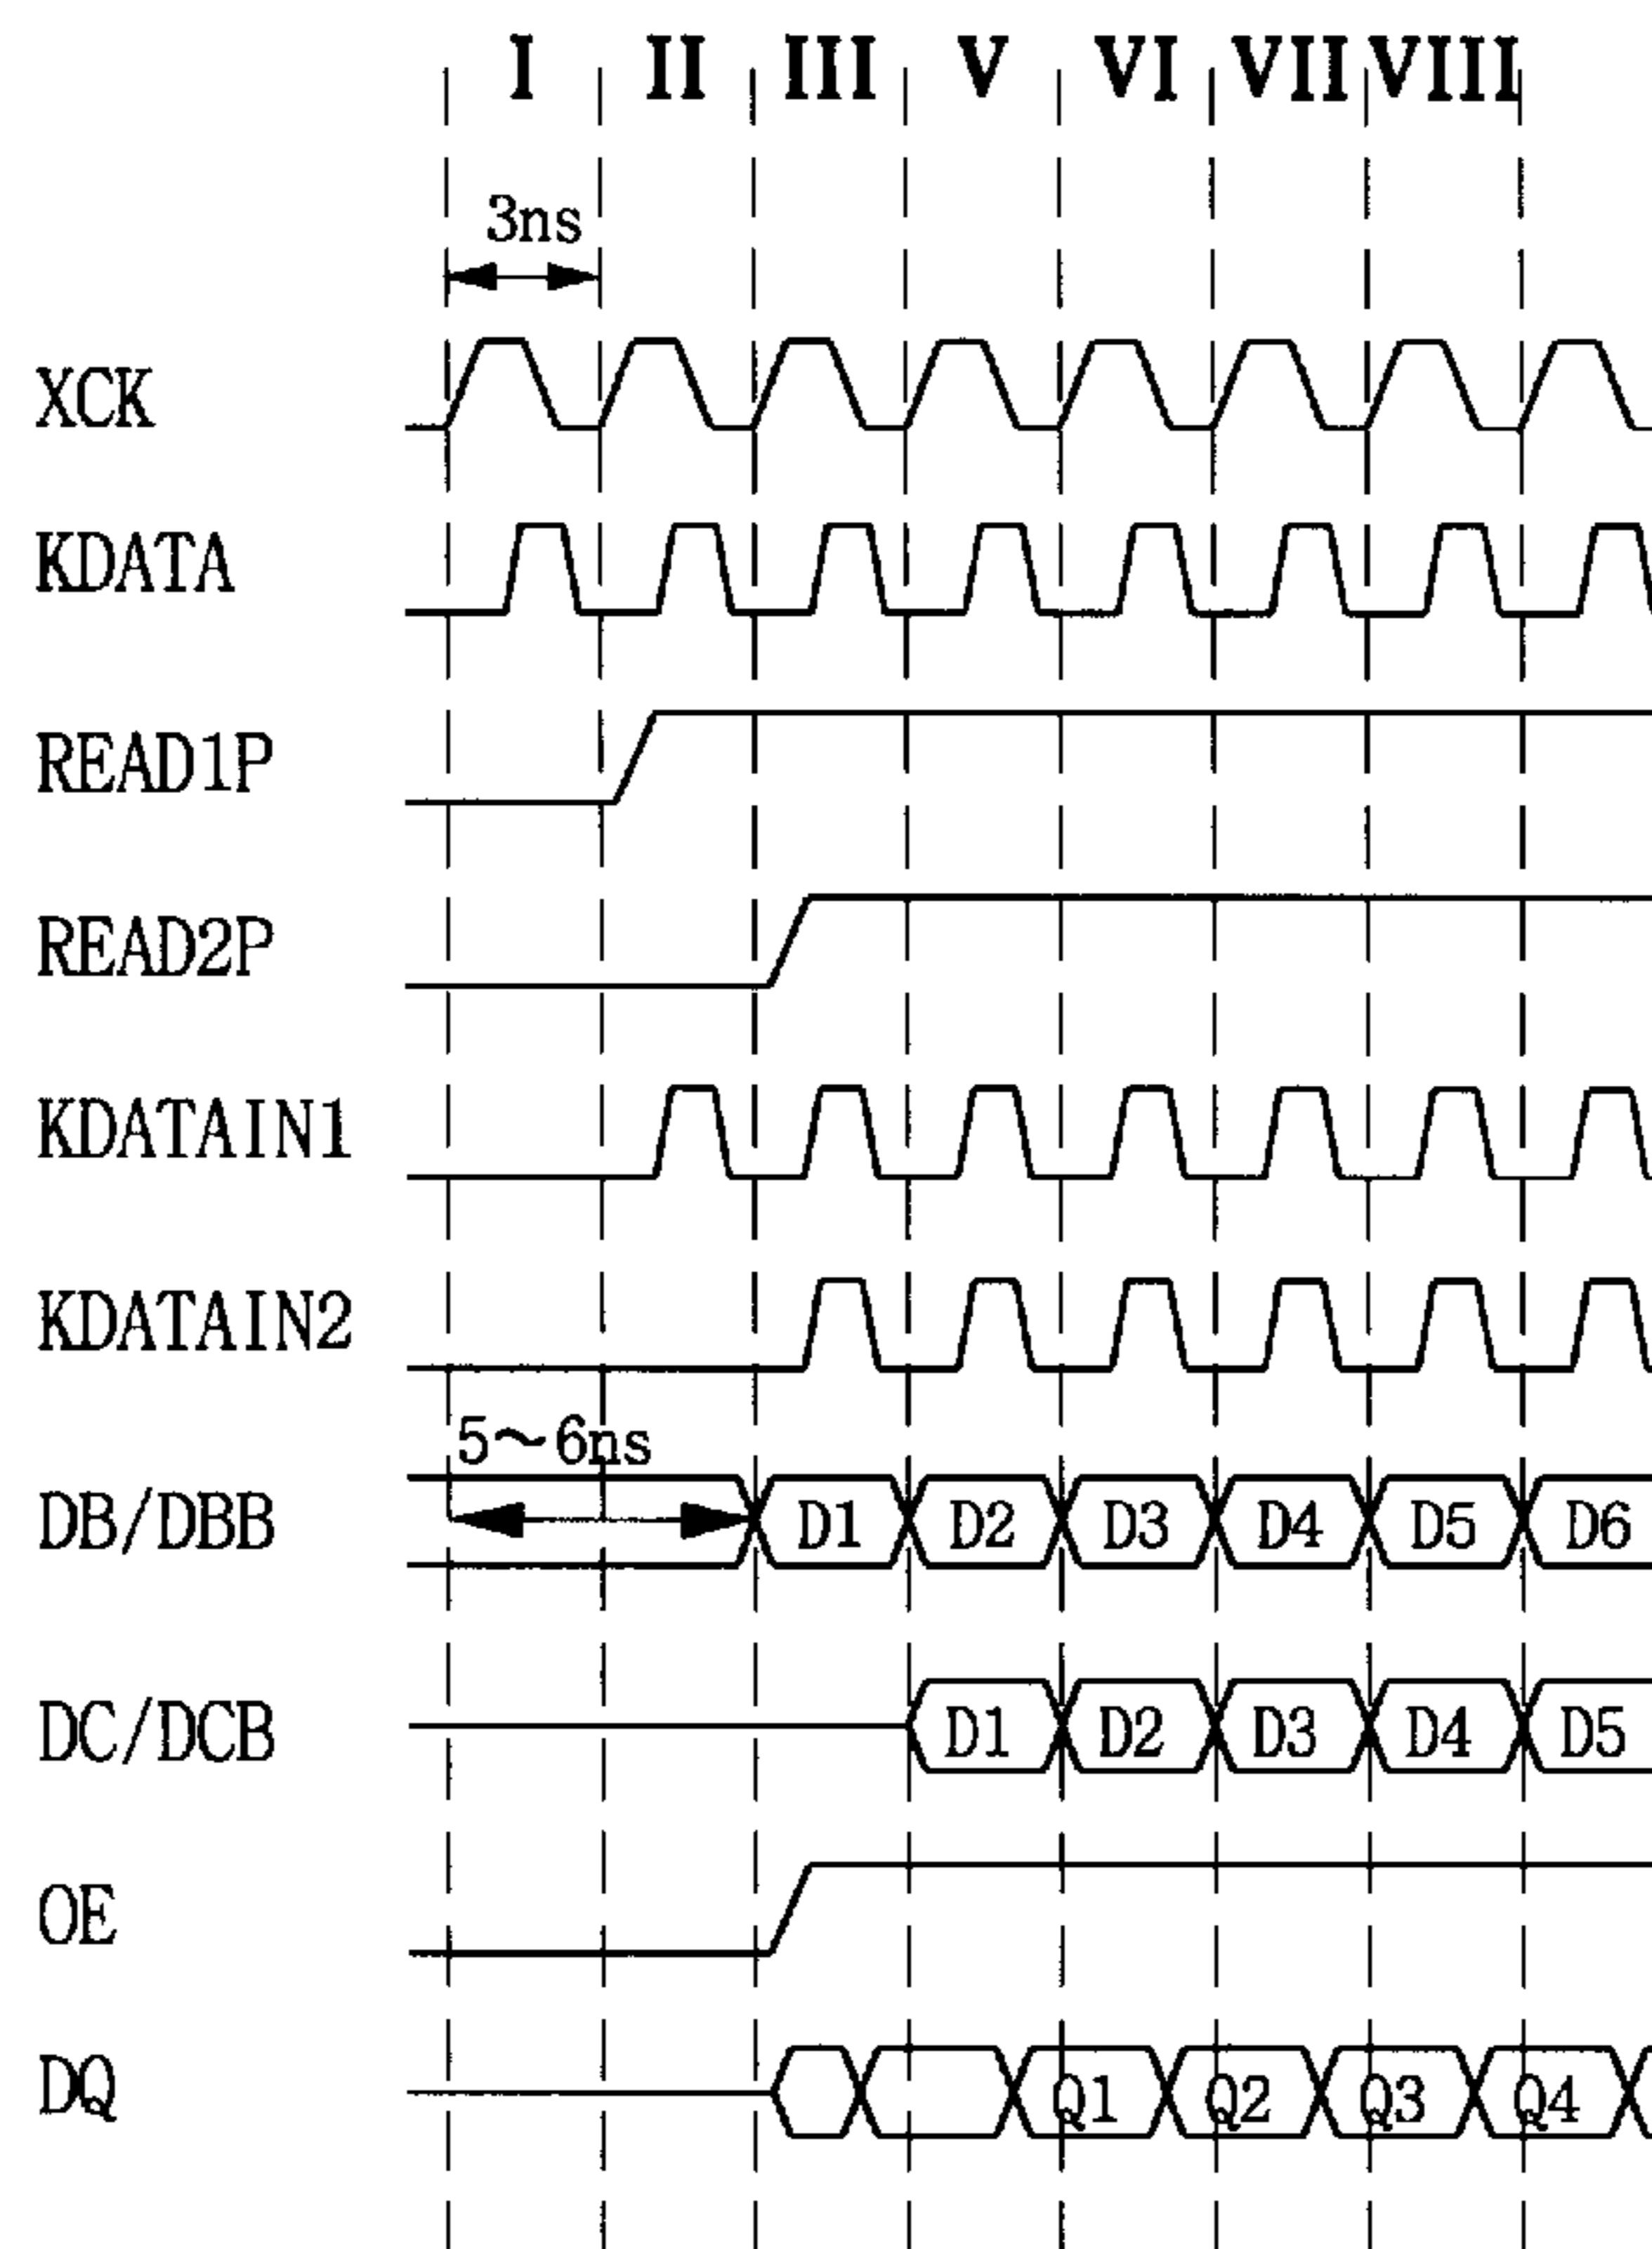 I II III V VI VII VIII
3ns
XCK
KDATA
READ1P
READ2P
KDATAIN1
KDATAIN2
5～6ns
DB/DBB D1 D2 D3 D4 D5 D6
DC/DCB D1 D2 D3 D4 D5
OE
DQ Q1 Q2 Q3 Q4